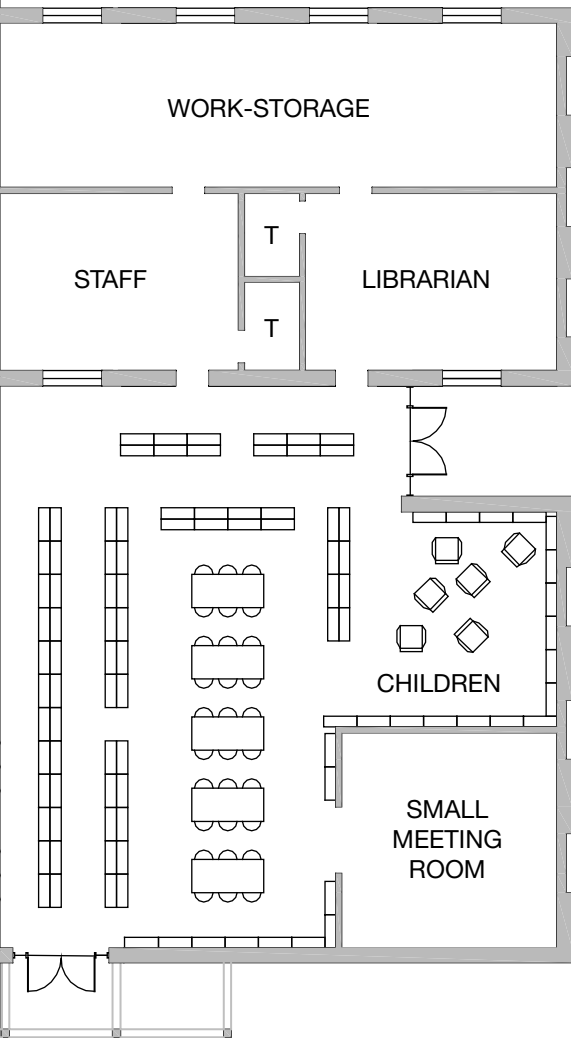 WORK-STORAGE
T
STAFF
LIBRARIAN
T
CHILDREN
SMALL
MEETING
ROOM